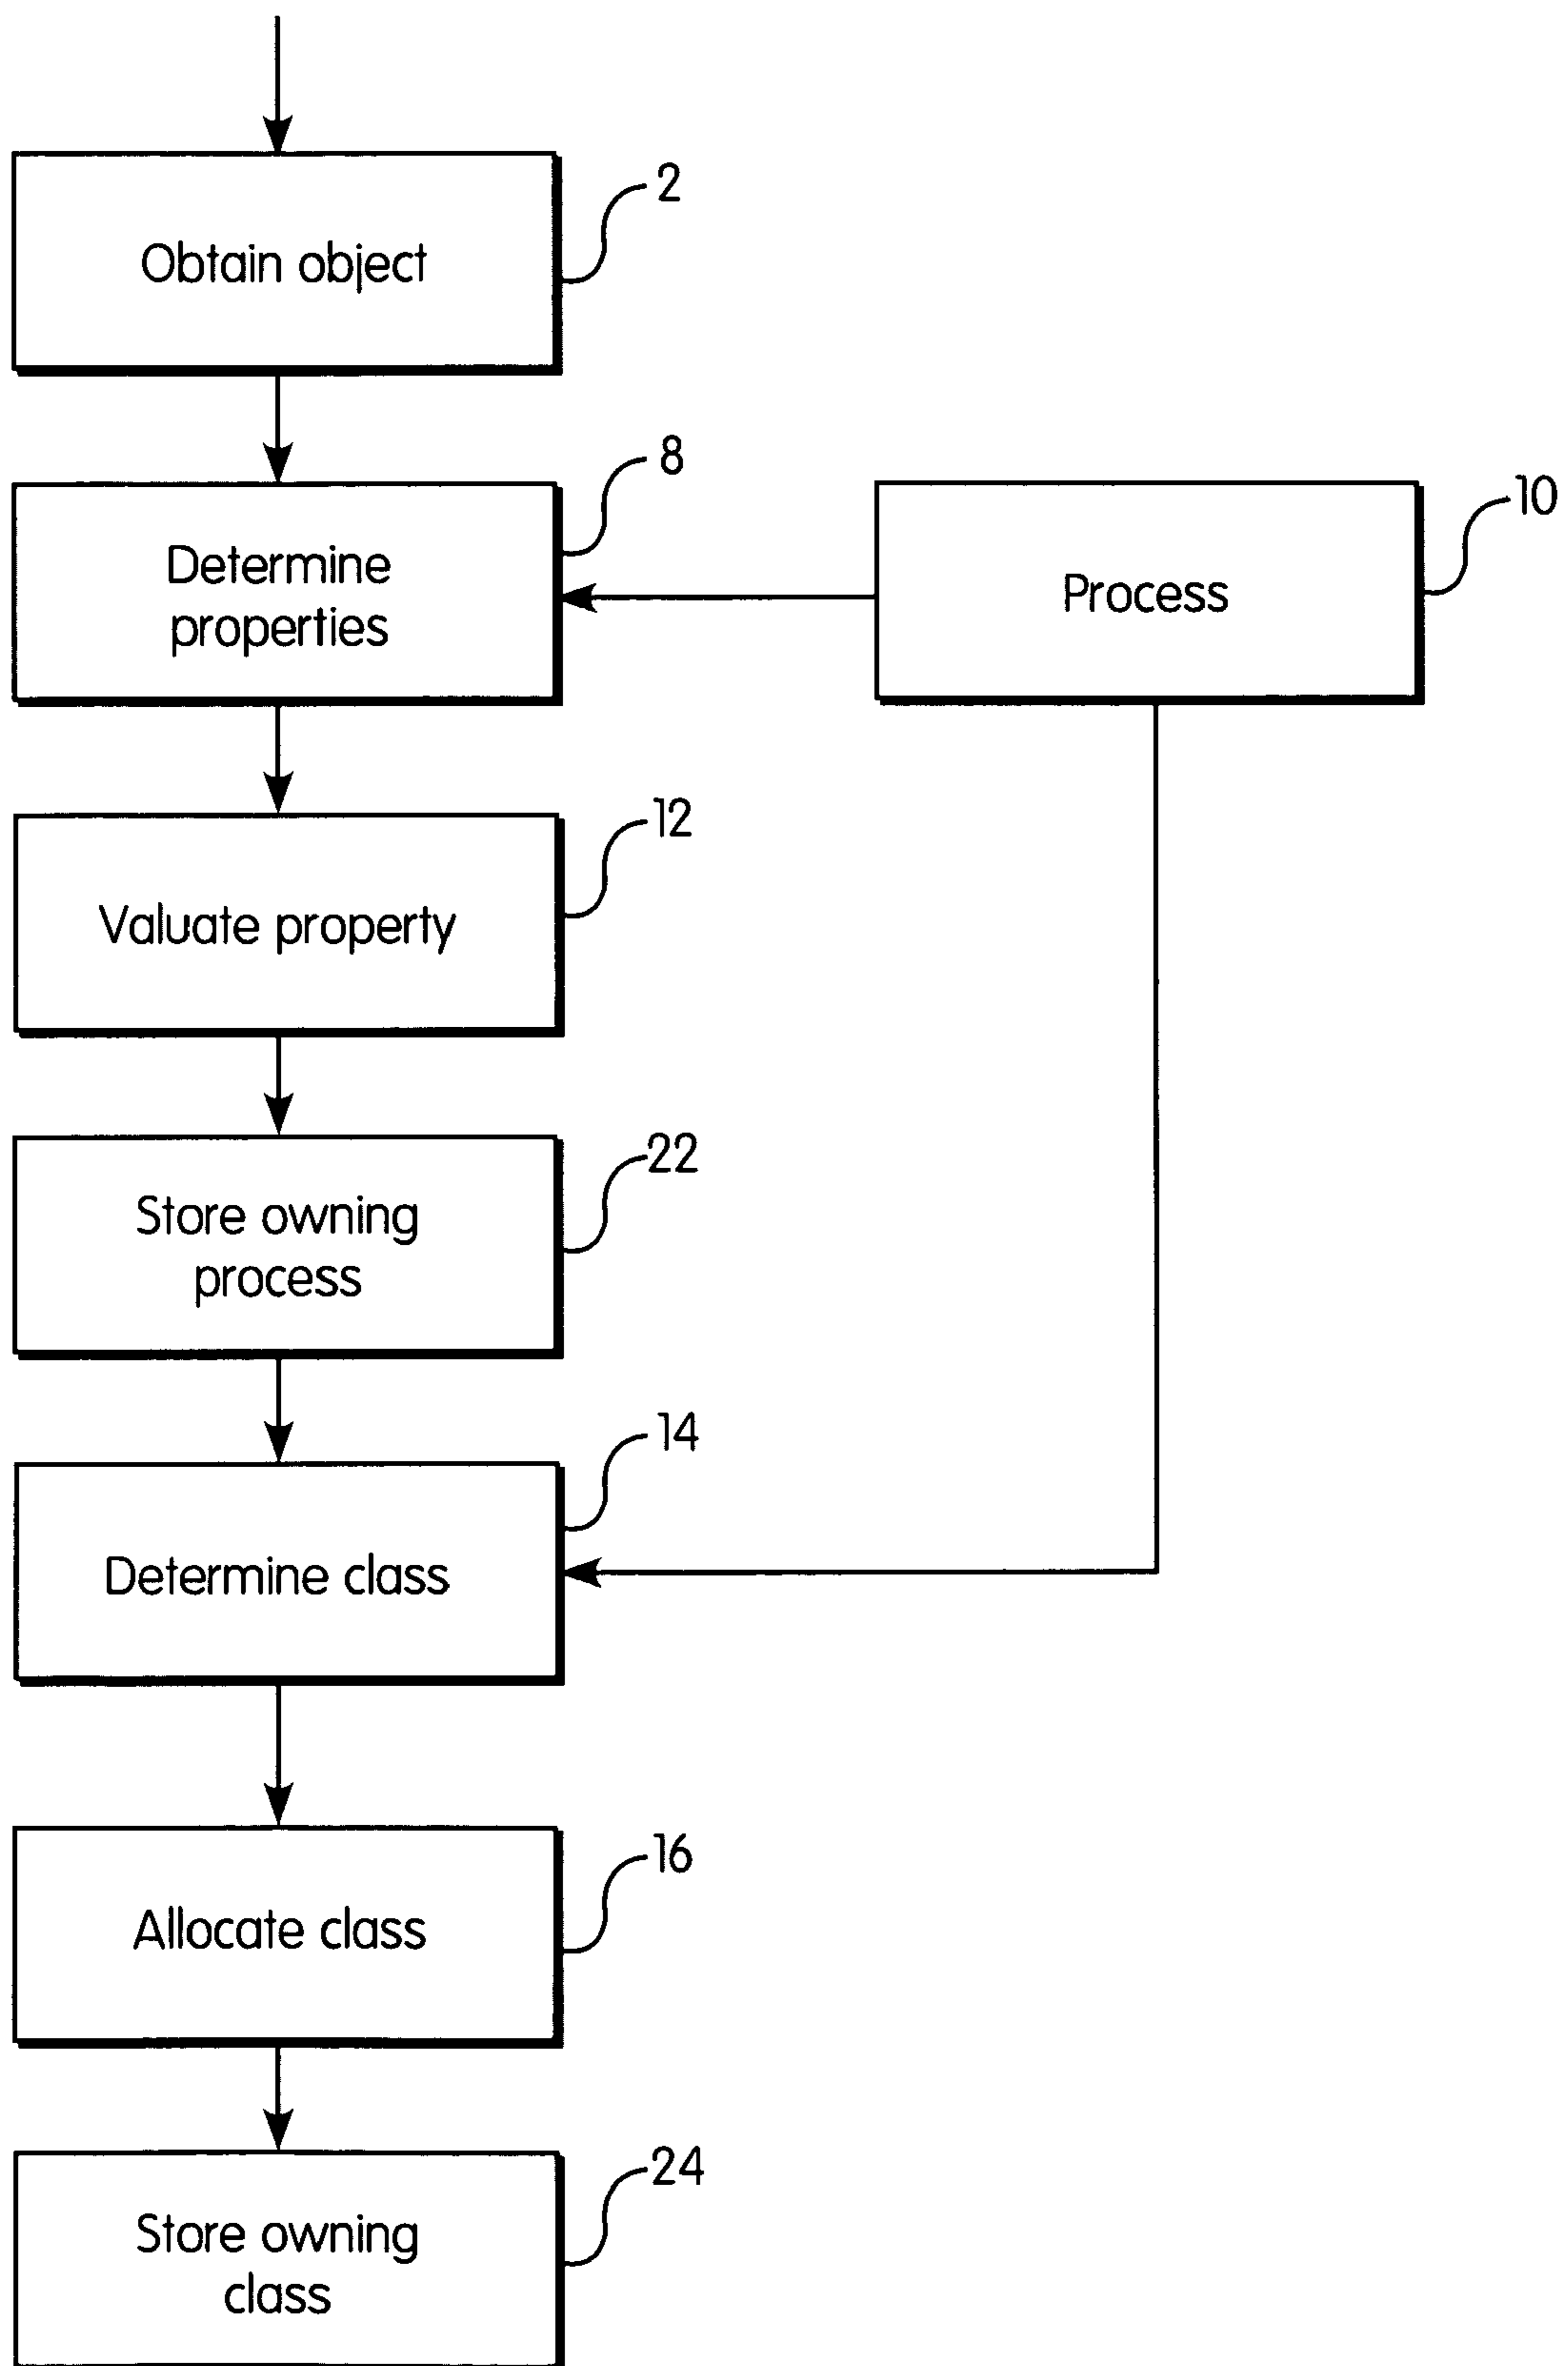 2
Obtain object
8
10
Determine
properties
Process
12
Valuate property
22
Store owning
process
14
Determine class
16
Allocate class
24
Store owning
class